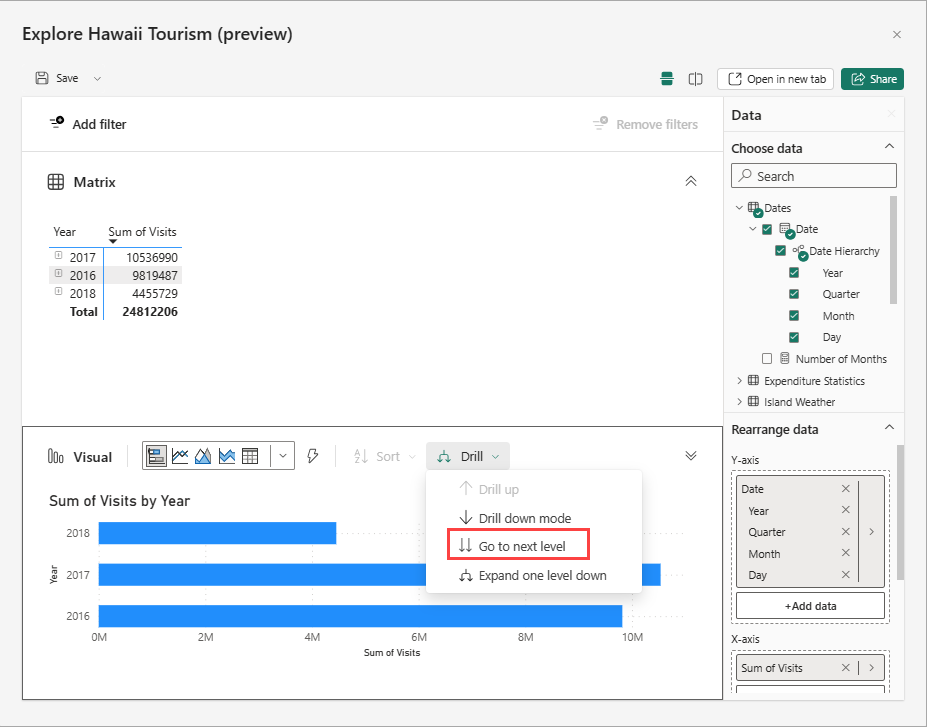 Explore Hawaii Tourism (preview)
Save
Open in new tab
Share
Add filter
Remove filters
Matrix
Year Sum of Visits
2017 10536990
2016 9819487
2018 4455729
Total 24812206
Visual
Sort
Drill
Drill up
Drill down mode
Go to next level
Expand one level down
Sum of Visits by Year
Year
2018
2017
2016
0M 2M 4M 6M 8M 10M
Sum of Visits
Data
Choose data
Search
Dates
Date
Date Hierarchy
Year
Quarter
Month
Day
Number of Months
Expenditure Statistics
Island Weather
Rearrange data
Y-axis
Date
Year
Quarter
Month
Day
+Add data
X-axis
Sum of Visits